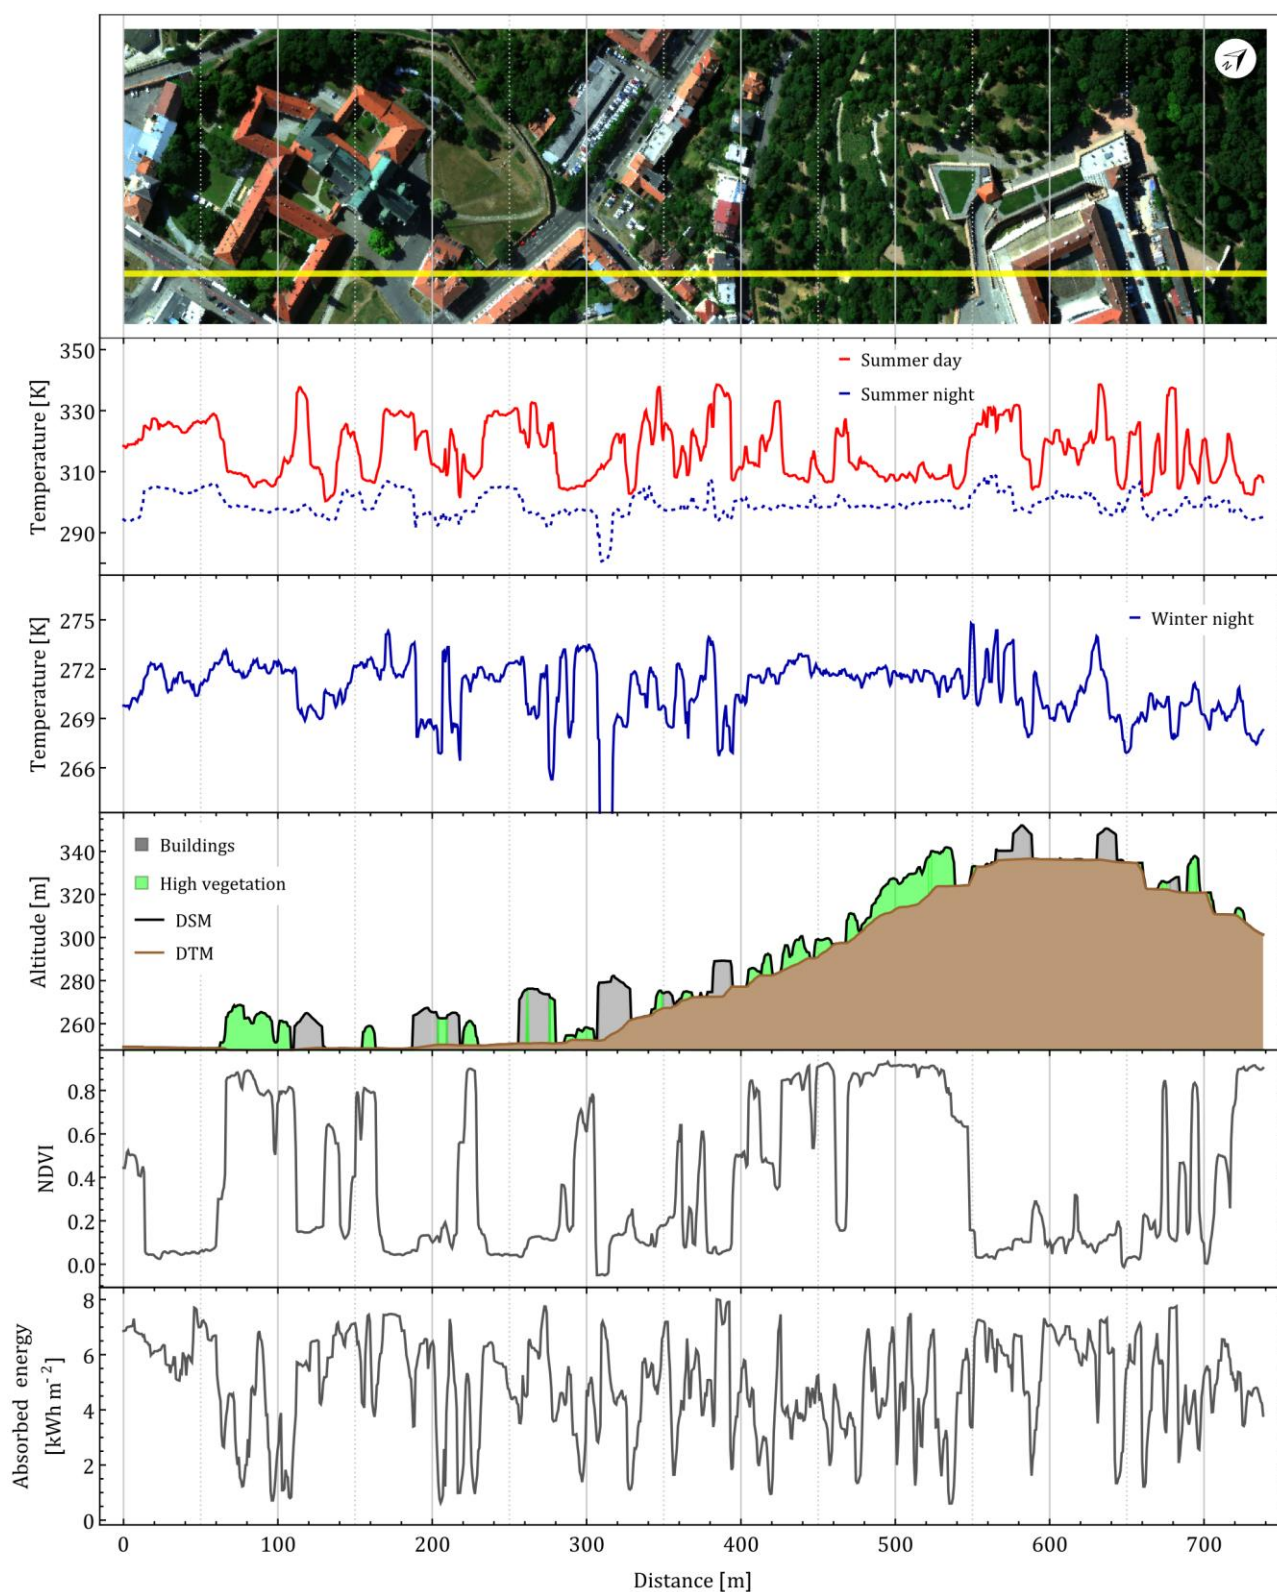 N
350
330
310
290
Temperature [K]
Summer day
Summer night
275
272
269
266
Temperature [K]
Winter night
340
320
300
280
260
Altitude [m]
Buildings
High vegetation
DSM
DTM
0.8
0.6
0.4
0.2
0.0
NDVI
8
6
4
2
0
Absorbed energy
[kWh m⁻²]
0 100 200 300 400 500 600 700
Distance [m]